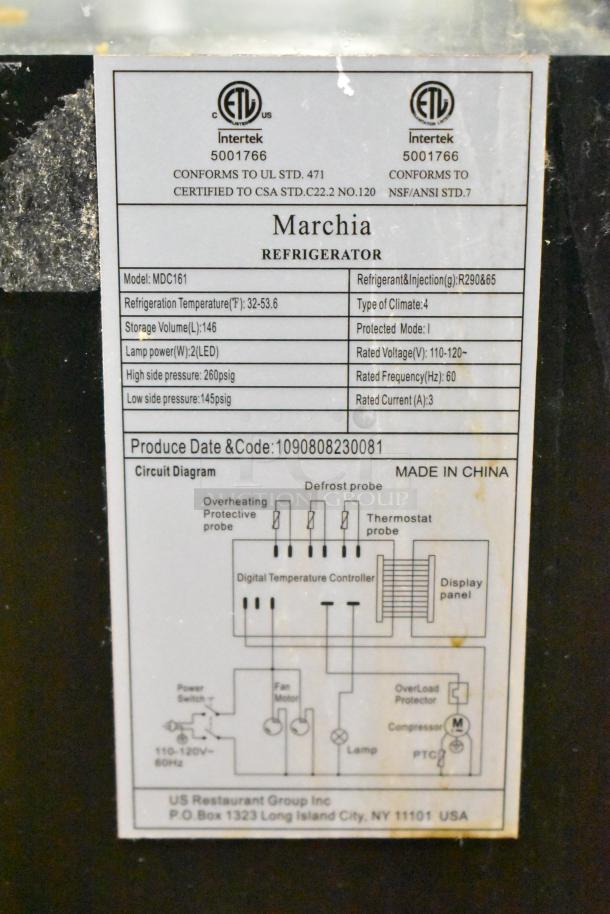 C ETL US
ETL
Intertek
Intertek
5001766
5001766
CONFORMS TO UL STD. 471
CERTIFIED TO CSA STD.C22.2 NO.120
CONFORMS TO
NSF/ANSI STD.7
Marchia
REFRIGERATOR
Model: MDC161
Refrigerant&Injection(g):R290&65
Refrigeration Temperature(℉): 32-53.6
Type of Climate:4
Storage Volume(L):146
Protected Mode: I
Lamp power(W):2(LED)
Rated Voltage(V): 110-120~
High side pressure: 260psig
Rated Frequency(Hz): 60
Low side pressure:145psig
Rated Current (A):3
Produce Date &Code:1090808230081
Circuit Diagram
MADE IN CHINA
Defrost probe
Overheating
Protective
probe
Thermostat
probe
AUCTION GROUP
Digital Temperature Controller
Display
panel
Power
Switch
Fan
Motor
OverLoad
Protector
Compressor
M
~
Lamp
PTC
110-120V~
60Hz
US Restaurant Group Inc
P.O.Box 1323 Long Island City, NY 11101 USA